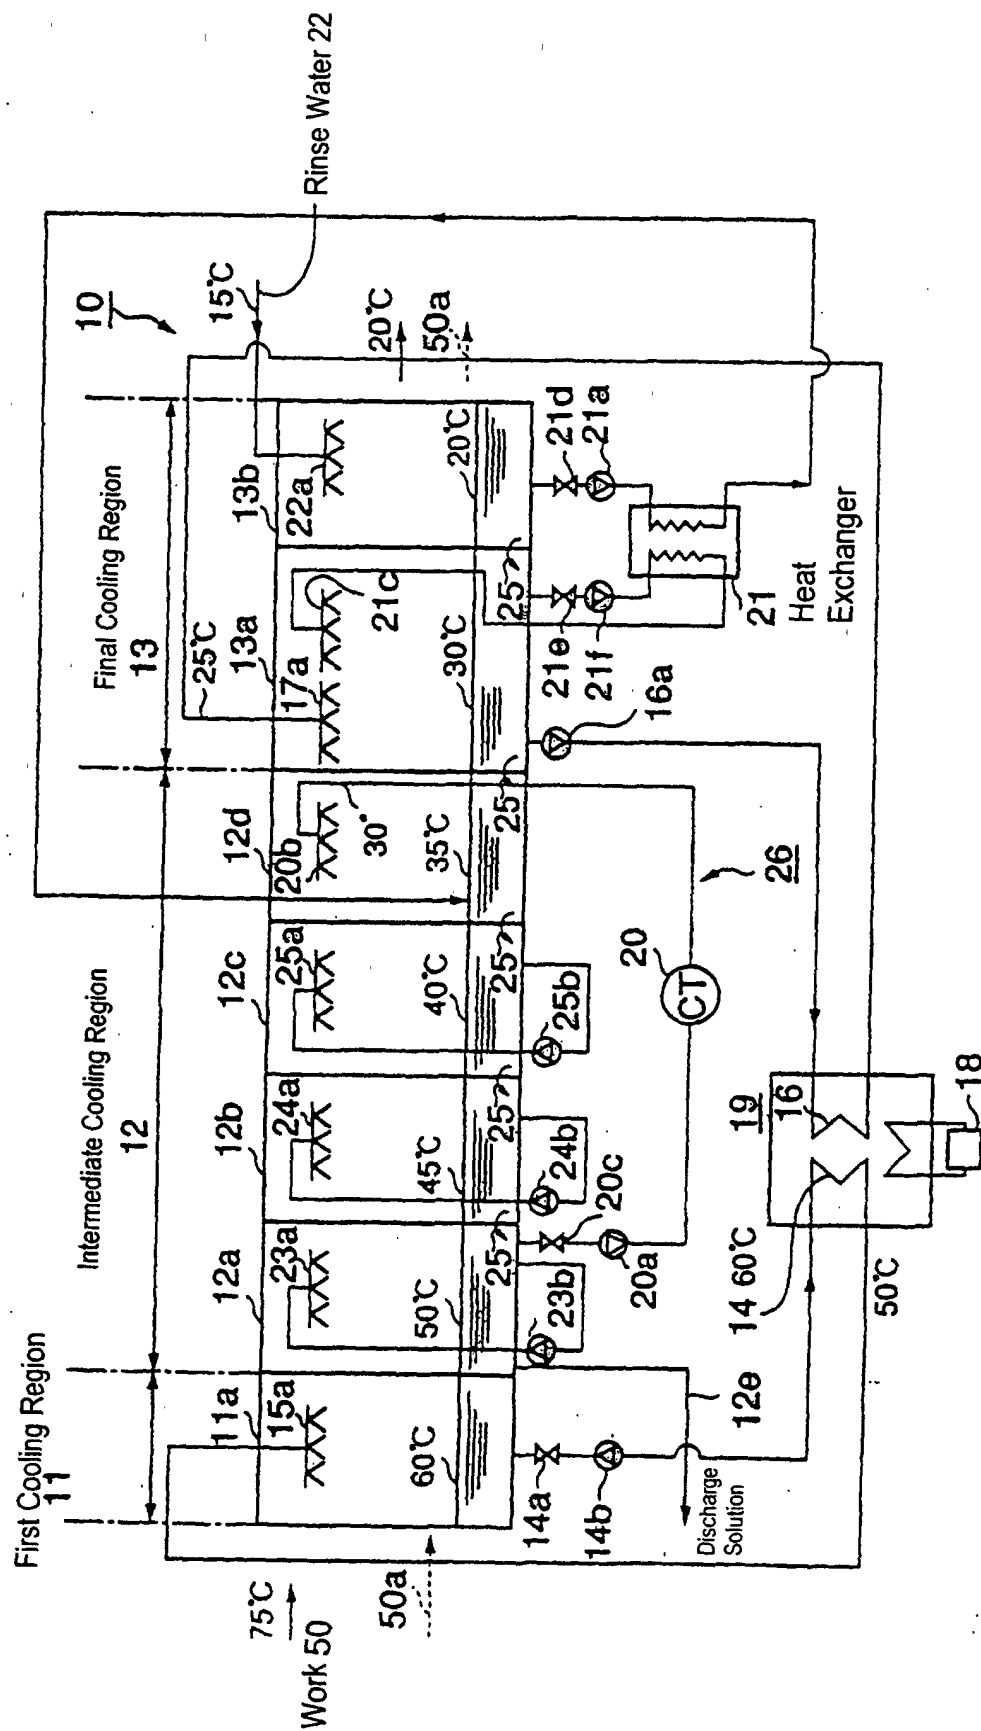 First Cooling Region
11
Intermediate Cooling Region
12
Final Cooling Region
13
10
11a
15a
12a
23a
12b
24a
12c
25a
12d
20b
30°
13a
17a
25℃
21c
13b
22a
15℃
Rinse Water 22
20℃
50a
75℃
Work 50
50a
60℃
50℃
45℃
40℃
35℃
30℃
20℃
25
25
25
25
25
14a
14b
23b
24b
25b
20c
20a
20
CT
26
16a
21e
21f
21d
21a
21
Heat
Exchanger
12e
Discharge
Solution
14
60℃
50℃
19
16
18